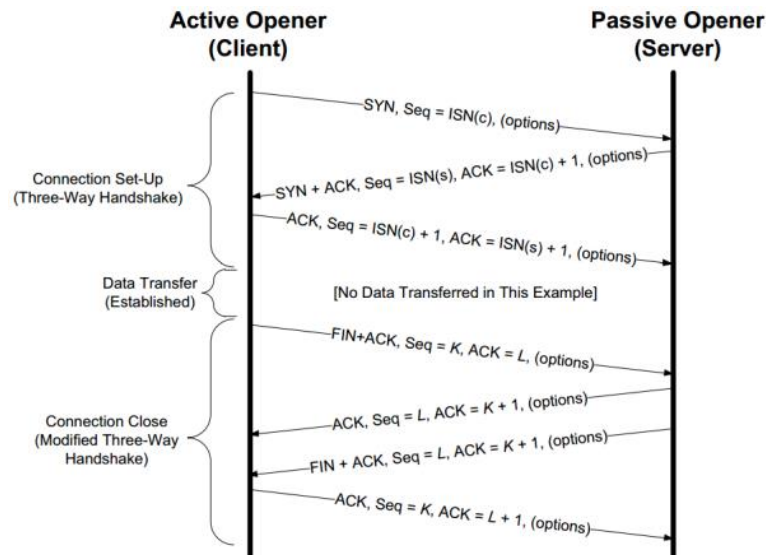 Active Opener
(Client)
Passive Opener
(Server)
SYN, Seq = ISN(c), (options)
SYN + ACK, Seq = ISN(s), ACK = ISN(c) + 1, (options)
Connection Set-Up
(Three-Way Handshake)
ACK, Seq = ISN(c) + 1, ACK = ISN(s) + 1, (options)
Data Transfer
(Established)
[No Data Transferred in This Example]
FIN+ACK, Seq = K, ACK = L, (options)
ACK, Seq = L, ACK = K + 1, (options)
Connection Close
(Modified Three-Way
Handshake)
FIN + ACK, Seq = L, ACK = K + 1, (options)
ACK, Seq = K, ACK = L + 1, (options)